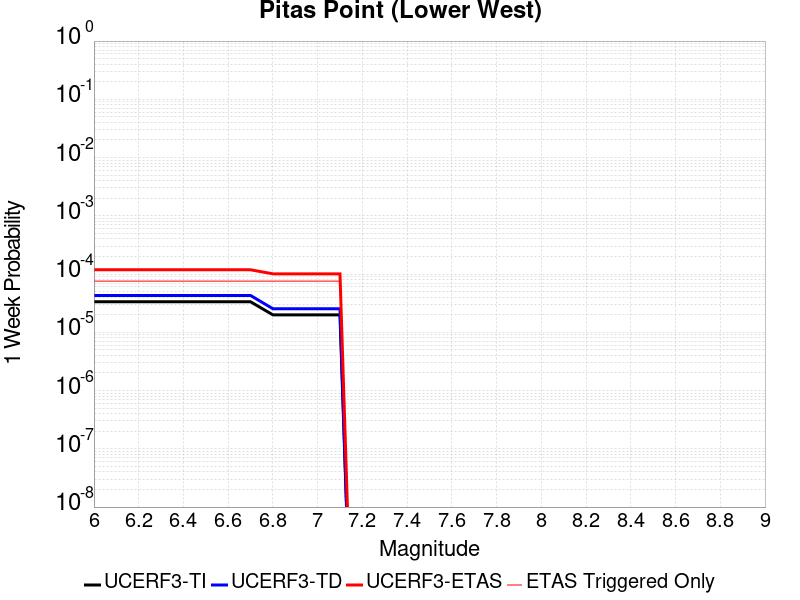 Pitas Point (Lower West)
10^0
10^-1
10^-2
10^-3
10^-4
10^-5
10^-6
10^-7
10^-8
1 Week Probability
6 6.2 6.4 6.6 6.8 7 7.2 7.4 7.6 7.8 8 8.2 8.4 8.6 8.8 9
Magnitude
UCERF3-TI UCERF3-TD UCERF3-ETAS ETAS Triggered Only